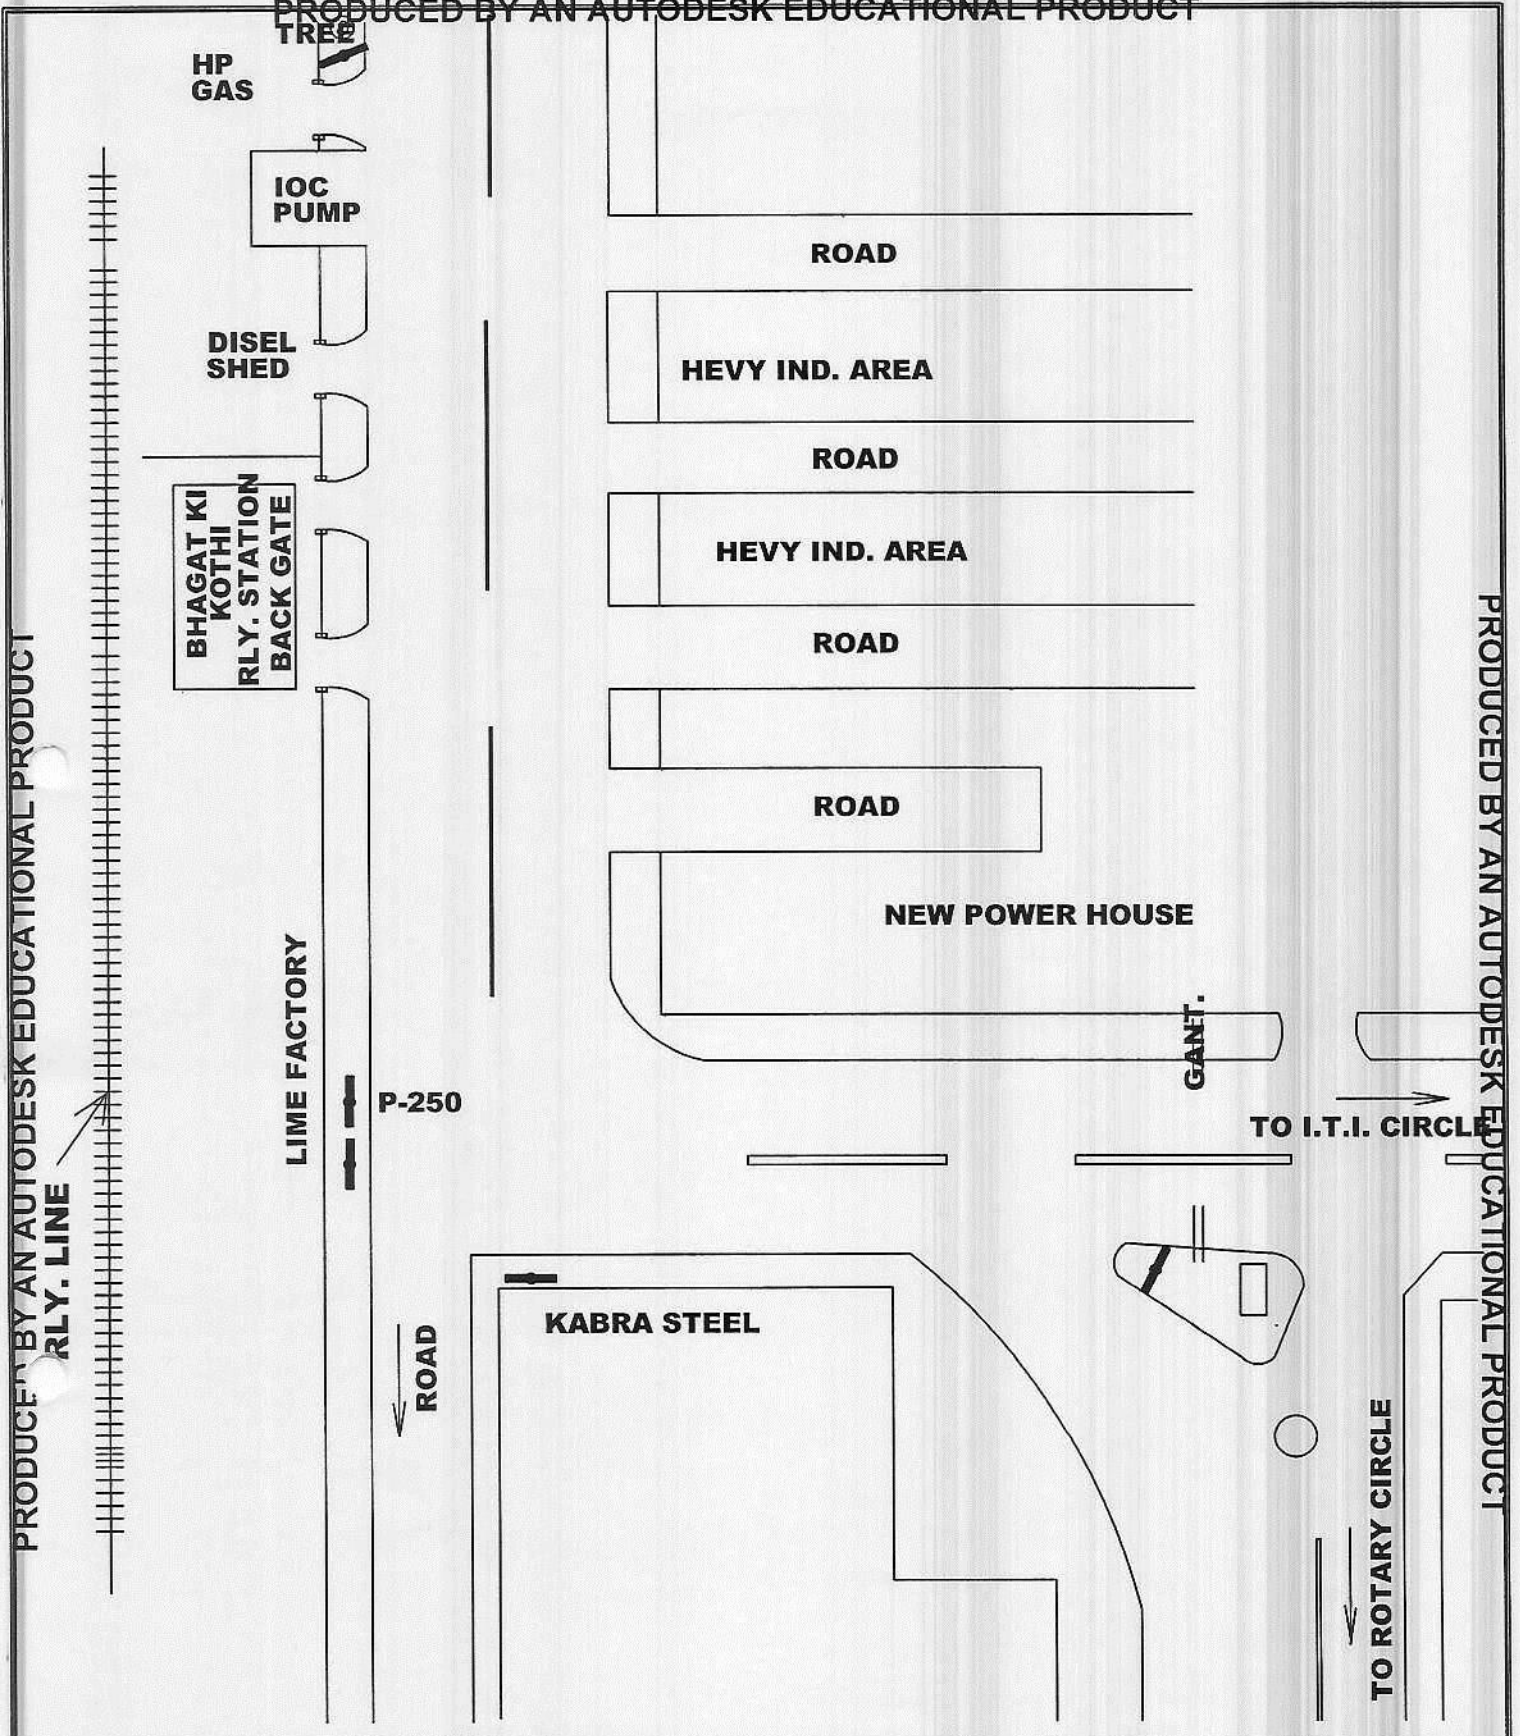 PRODUCED BY AN AUTODESK EDUCATIONAL PRODUCT
TREE
HP
GAS
IOC
PUMP
ROAD
DISEL
SHED
HEVY IND. AREA
ROAD
BHAGAT KI
KOTHI
RLY. STATION
BACK GATE
HEVY IND. AREA
ROAD
ROAD
NEW POWER HOUSE
LIME FACTORY
GANT.
P-250
TO I.T.I. CIRCLE
RLY. LINE
KABRA STEEL
ROAD
TO ROTARY CIRCLE
PRODUCED BY AN AUTODESK EDUCATIONAL PRODUCT
PRODUCED BY AN AUTODESK EDUCATIONAL PRODUCT